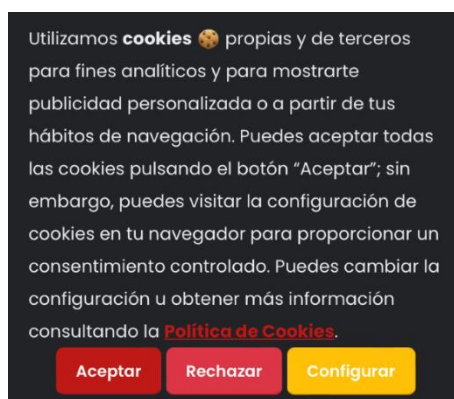 Utilizamos cookies 🍪 propias y de terceros
para fines analíticos y para mostrarte
publicidad personalizada o a partir de tus
hábitos de navegación. Puedes aceptar todas
las cookies pulsando el botón “Aceptar”; sin
embargo, puedes visitar la configuración de
cookies en tu navegador para proporcionar un
consentimiento controlado. Puedes cambiar la
configuración u obtener más información
consultando la Política de Cookies.
Aceptar Rechazar Configurar